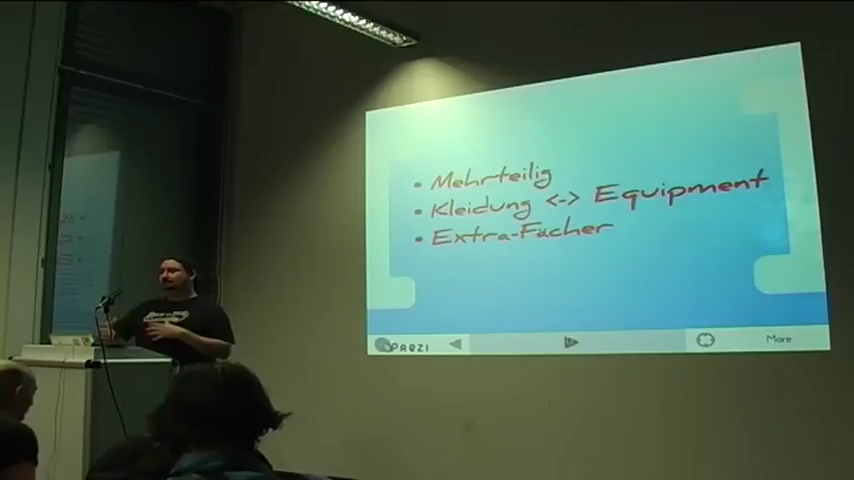 • Mehrteilig
• Kleidung <-> Equipment
• Extra-Fächer
PREZI
More